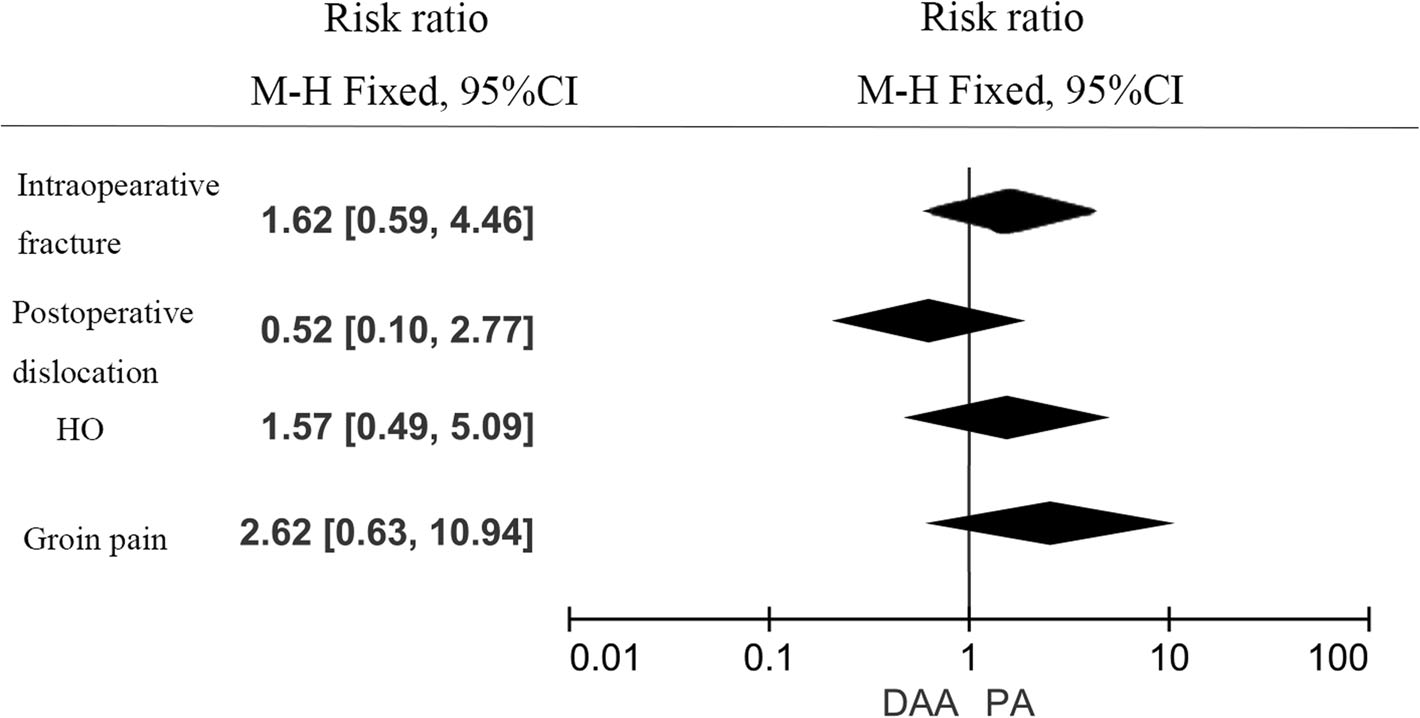 Risk ratio Risk ratio
M-H Fixed, 95%CI M-H Fixed, 95%CI
Intraopearative
1.62 [0.59, 4.46]
fracture
Postoperative
0.52 [0.10, 2.77]
dislocation
HO 1.57 [0.49, 5.09]
Groin pain 2.62 [0.63, 10.94]
0.01 0.1 1 10 100
DAA PA